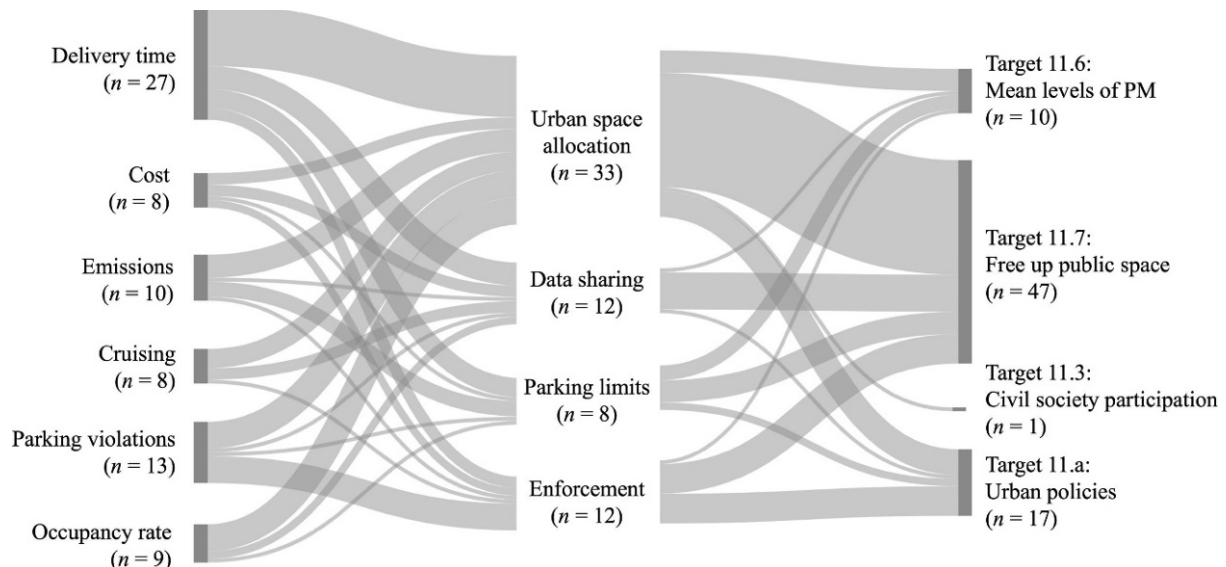 Delivery time
(n = 27)
Cost
(n = 8)
Emissions
(n = 10)
Cruising
(n = 8)
Parking violations
(n = 13)
Occupancy rate
(n = 9)
Urban space
allocation
(n = 33)
Data sharing
(n = 12)
Parking limits
(n = 8)
Enforcement
(n = 12)
Target 11.6:
Mean levels of PM
(n = 10)
Target 11.7:
Free up public space
(n = 47)
Target 11.3:
Civil society participation
(n = 1)
Target 11.a:
Urban policies
(n = 17)